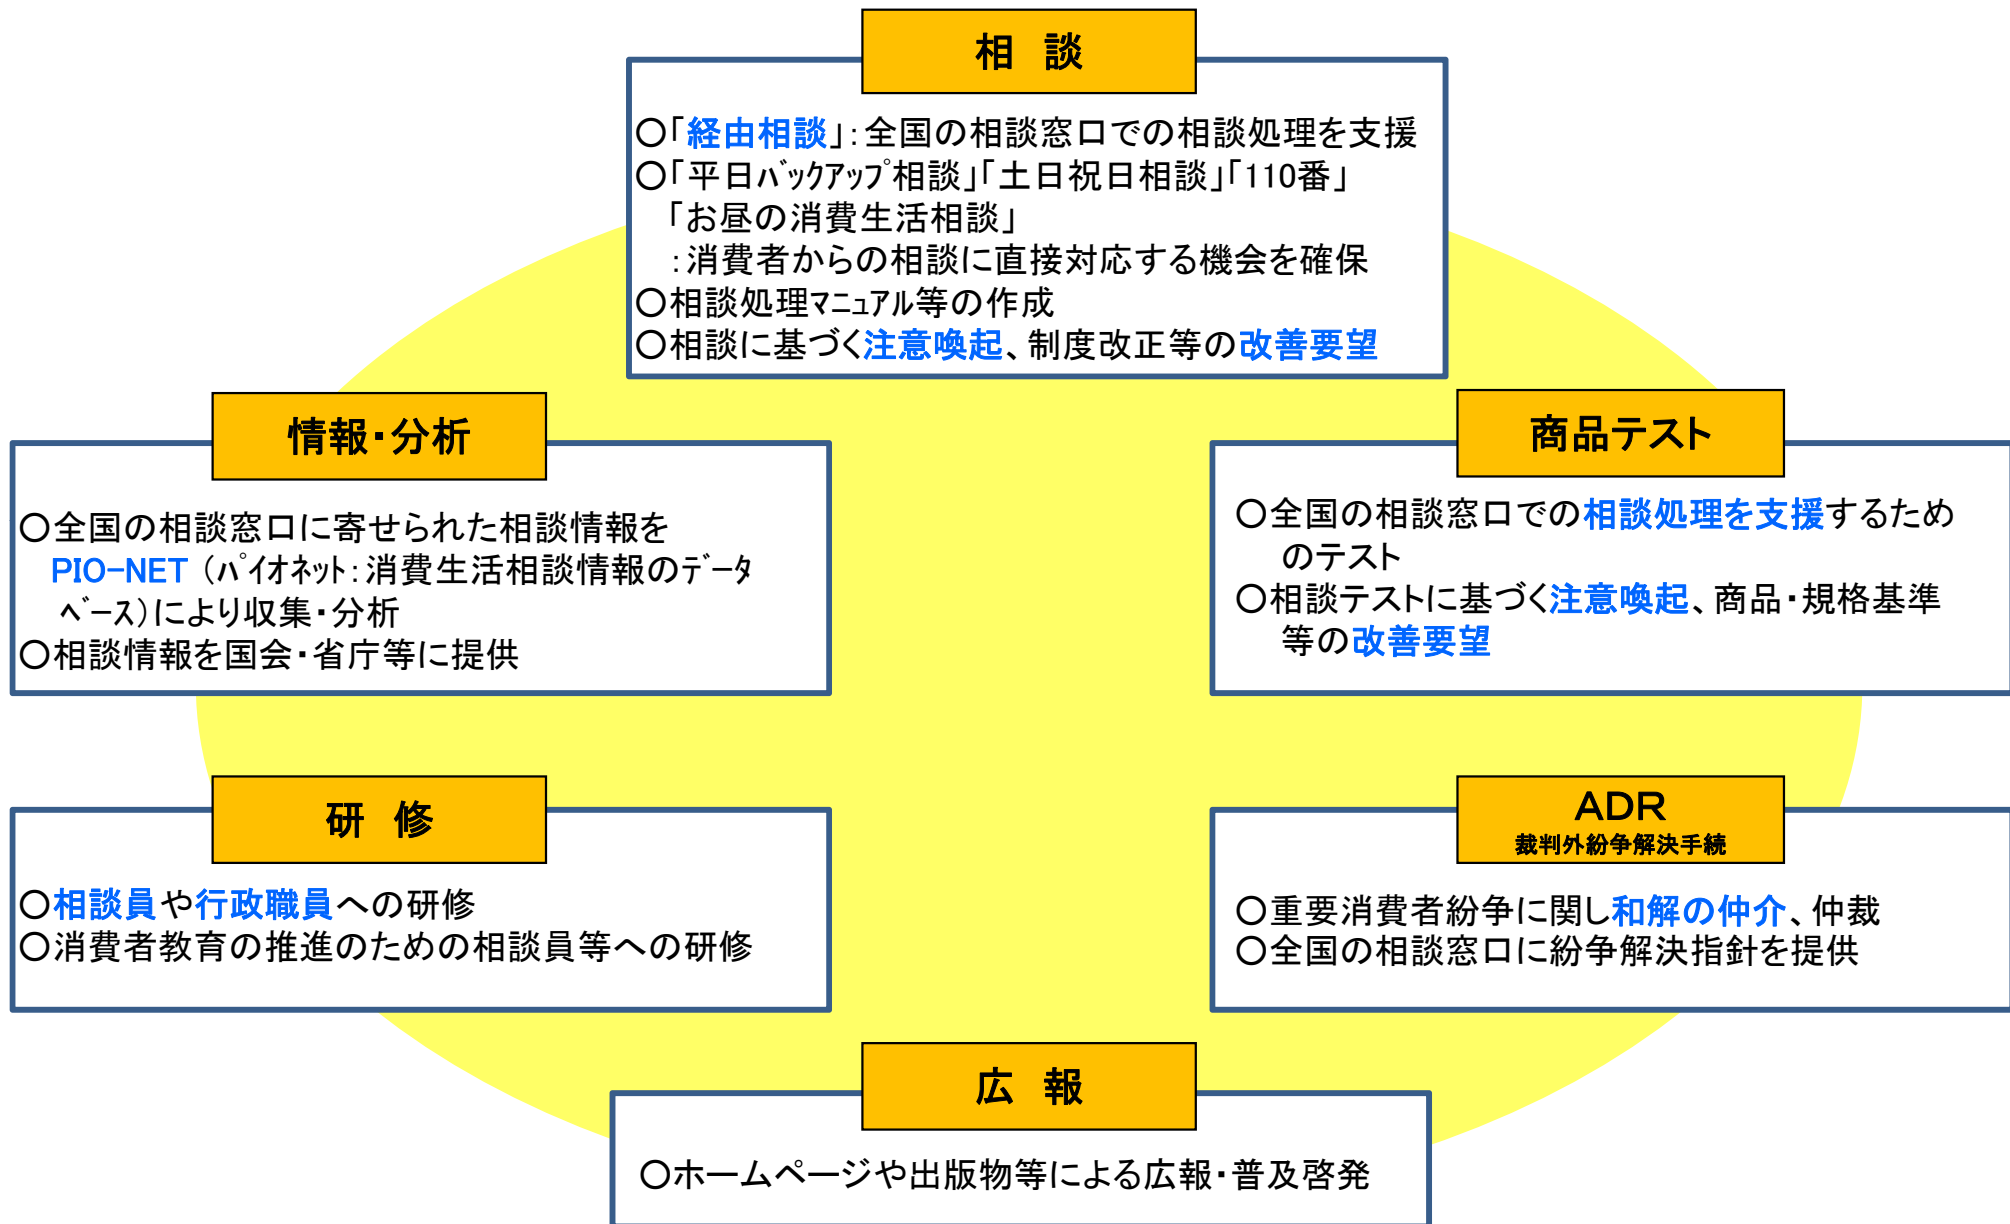 相　談
○「経由相談」：全国の相談窓口での相談処理を支援
○「平日ﾊﾞｯｸｱｯﾌﾟ相談」「土日祝日相談」「110番」
「お昼の消費生活相談」
：消費者からの相談に直接対応する機会を確保
○相談処理ﾏﾆｭｱﾙ等の作成
○相談に基づく注意喚起、制度改正等の改善要望
情報・分析
○全国の相談窓口に寄せられた相談情報を
PIO-NET（ﾊﾟｲｵﾈｯﾄ：消費生活相談情報のﾃﾞｰﾀ
ﾍﾞｰｽ）により収集・分析
○相談情報を国会・省庁等に提供
商品テスト
○全国の相談窓口での相談処理を支援するため
のテスト
○相談テストに基づく注意喚起、商品・規格基準
等の改善要望
研　修
○相談員や行政職員への研修
○消費者教育の推進のための相談員等への研修
ＡＤＲ
裁判外紛争解決手続
○重要消費者紛争に関し和解の仲介、仲裁
○全国の相談窓口に紛争解決指針を提供
広　報
○ホームページや出版物等による広報・普及啓発